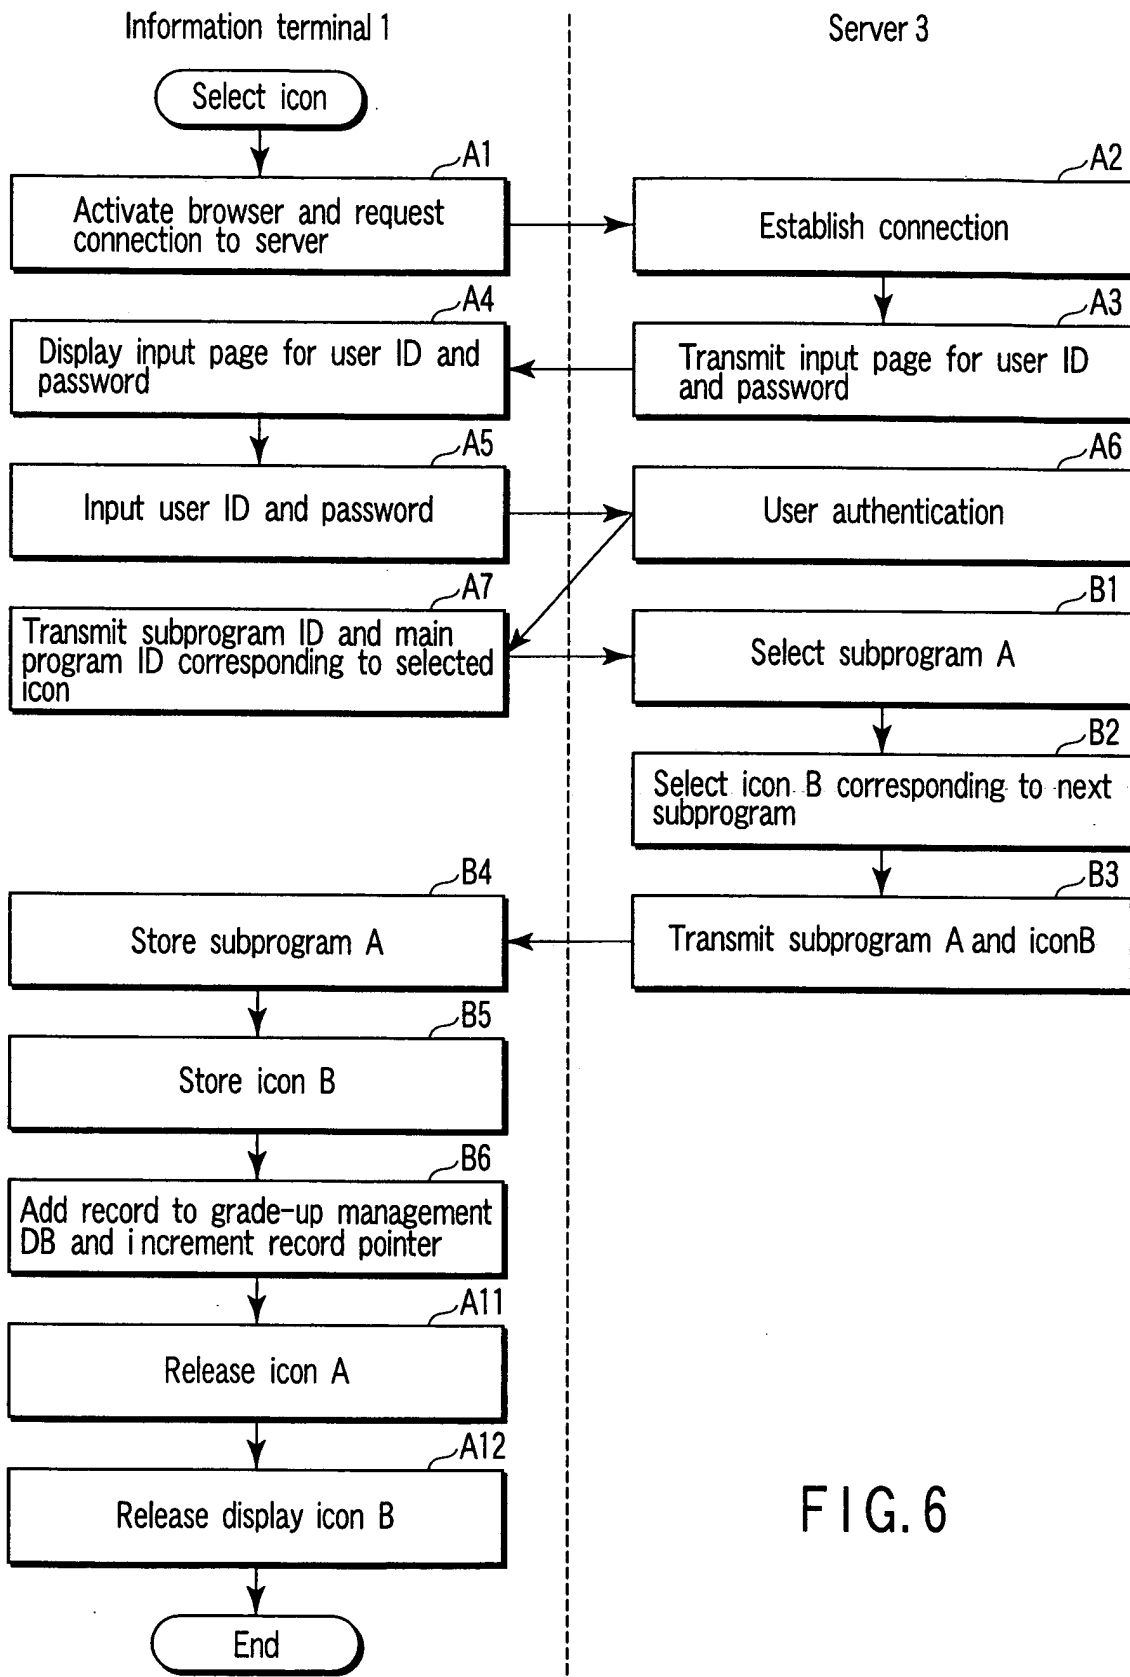 Information terminal 1
Server 3
Select icon
A1
Activate browser and request
connection to server
A2
Establish connection
A4
Display input page for user ID and
password
A3
Transmit input page for user ID
and password
A5
Input user ID and password
A6
User authentication
A7
Transmit subprogram ID and main
program ID corresponding to selected
icon
B1
Select subprogram A
B2
Select icon B corresponding to next
subprogram
B4
Store subprogram A
B3
Transmit subprogram A and iconB
B5
Store icon B
B6
Add record to grade-up management
DB and increment record pointer
A11
Release icon A
A12
Release display icon B
End
FIG. 6